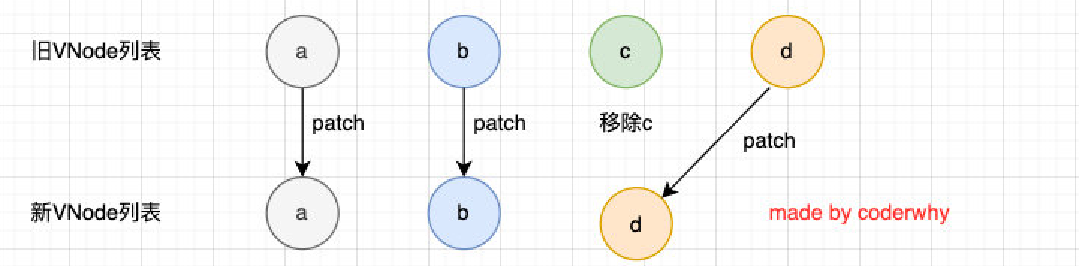 旧VNode列表
a
b
c
d
patch
patch
移除c
patch
新VNode列表
a
b
d
made by coderwhy